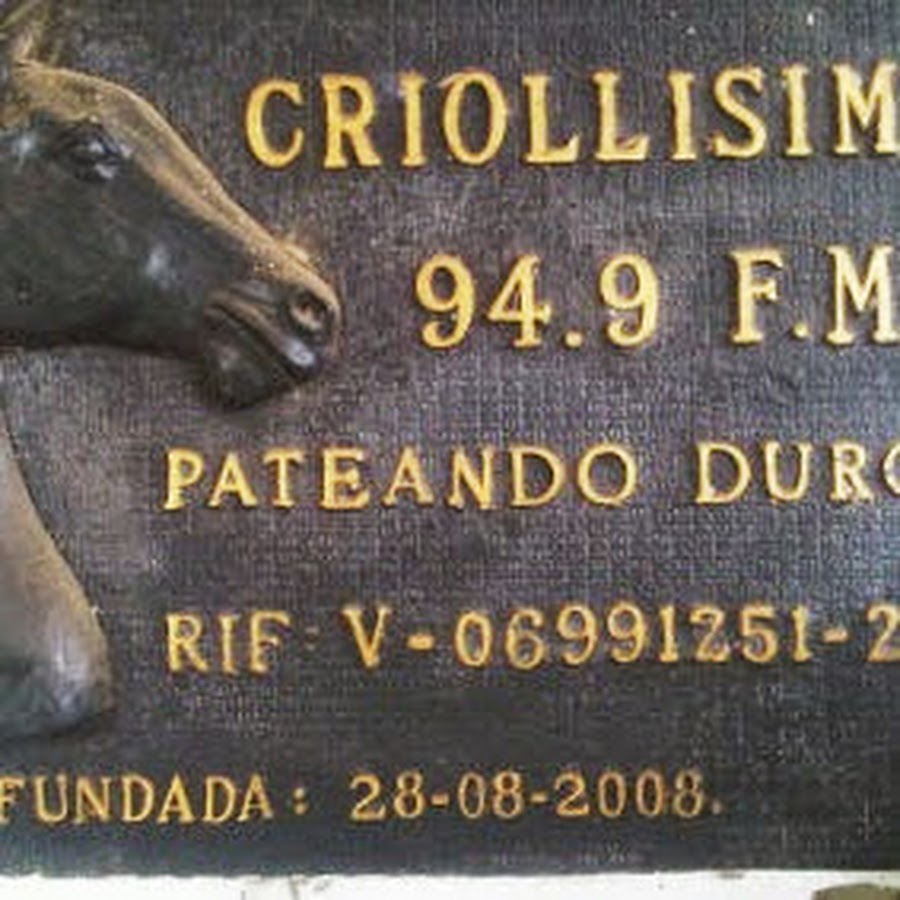 CRIOLLISIM
94.9 F.M
PATEANDO DURO
RIF: V-06991251-2
FUNDADA: 28-08-2008.